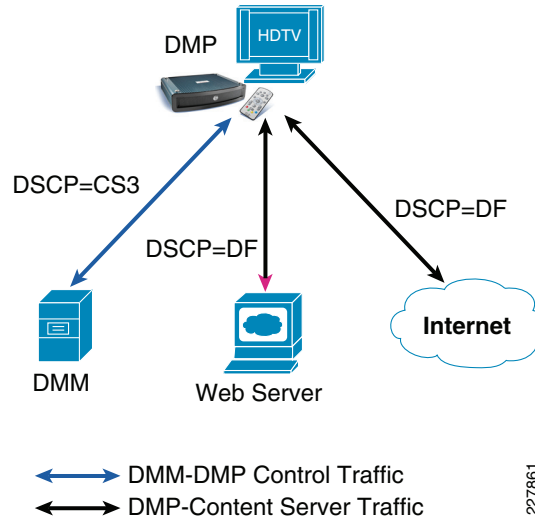 HDTV
DMP
DSCP=CS3
DSCP=DF
DSCP=DF
DMM
Web Server
Internet
DMM-DMP Control Traffic
DMP-Content Server Traffic
227861